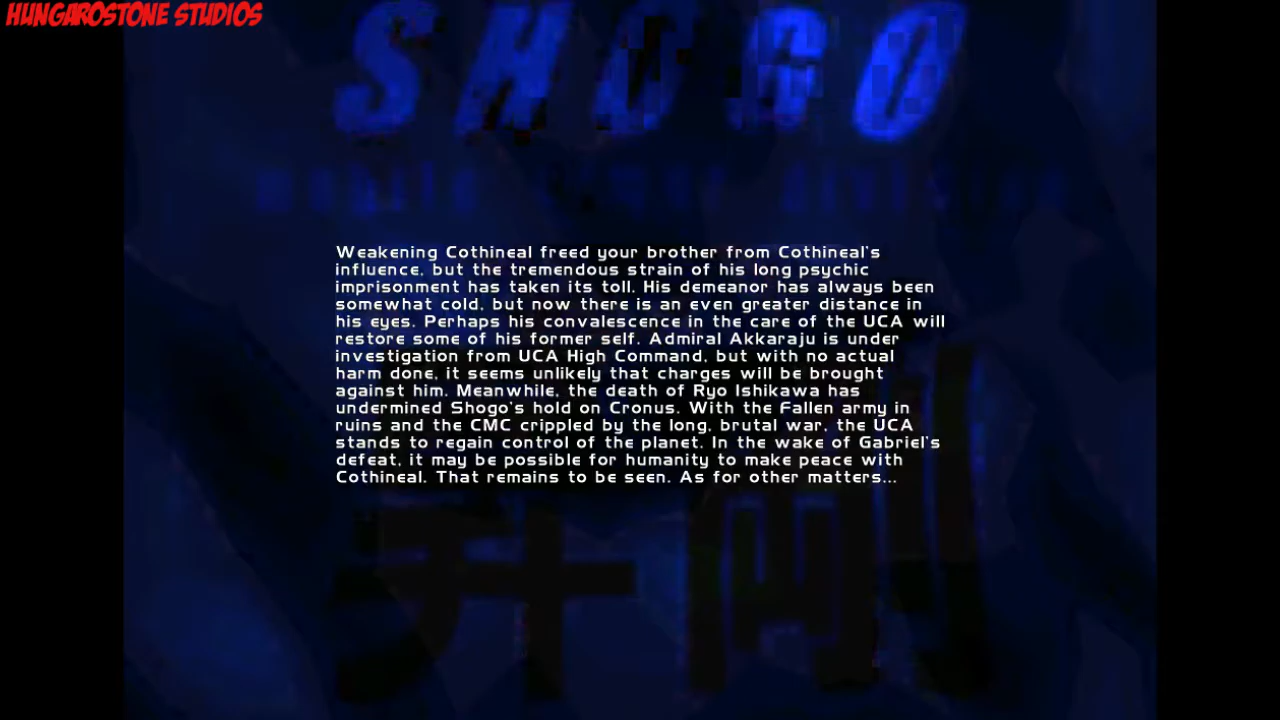 HUNGAROSTONE STUDIOS
SHOGO
Weakening Cothineal freed your brother from Cothineal's
influence, but the tremendous strain of his long psychic
imprisonment has taken its toll. His demeanor has always been
somewhat cold, but now there is an even greater distance in
his eyes. Perhaps his convalescence in the care of the UCA will
restore some of his former self. Admiral Akkaraju is under
investigation from UCA High Command, but with no actual
harm done, it seems unlikely that charges will be brought
against him. Meanwhile, the death of Ryo Ishikawa has
undermined Shogo's hold on Cronus. With the Fallen army in
ruins and the CMC crippled by the long, brutal war, the UCA
stands to regain control of the planet. In the wake of Gabriel's
defeat, it may be possible for humanity to make peace with
Cothineal. That remains to be seen. As for other matters...